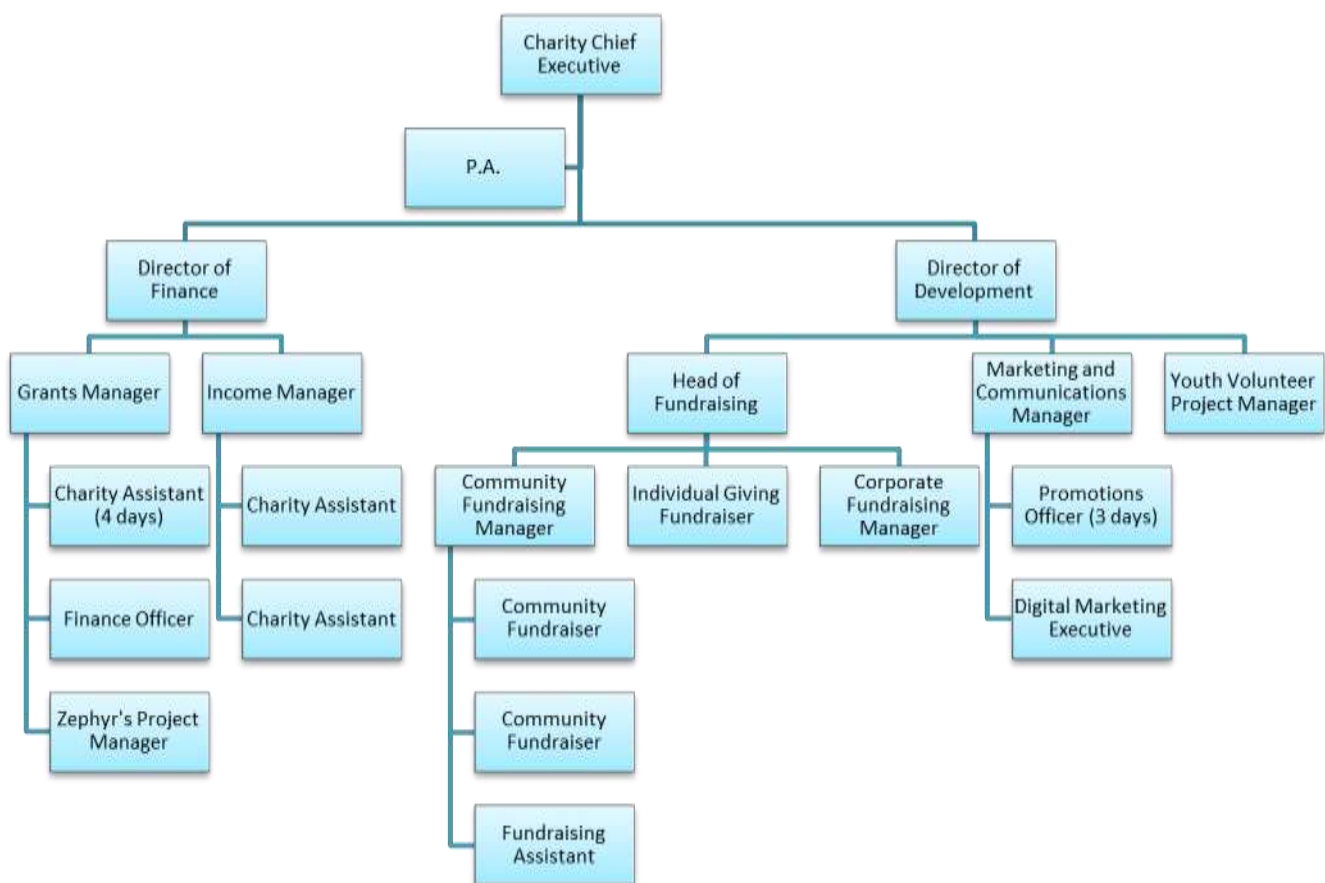 Charity Chief
Executive
P.A.
Director of
Finance
Director of
Development
Grants Manager
Income Manager
Head of
Fundraising
Marketing and
Communications
Manager
Youth Volunteer
Project Manager
Charity Assistant
(4 days)
Charity Assistant
Community
Fundraising
Manager
Individual Giving
Fundraiser
Corporate
Fundraising
Manager
Promotions
Officer (3 days)
Finance Officer
Charity Assistant
Community
Fundraiser
Digital Marketing
Executive
Zephyr's Project
Manager
Community
Fundraiser
Fundraising
Assistant